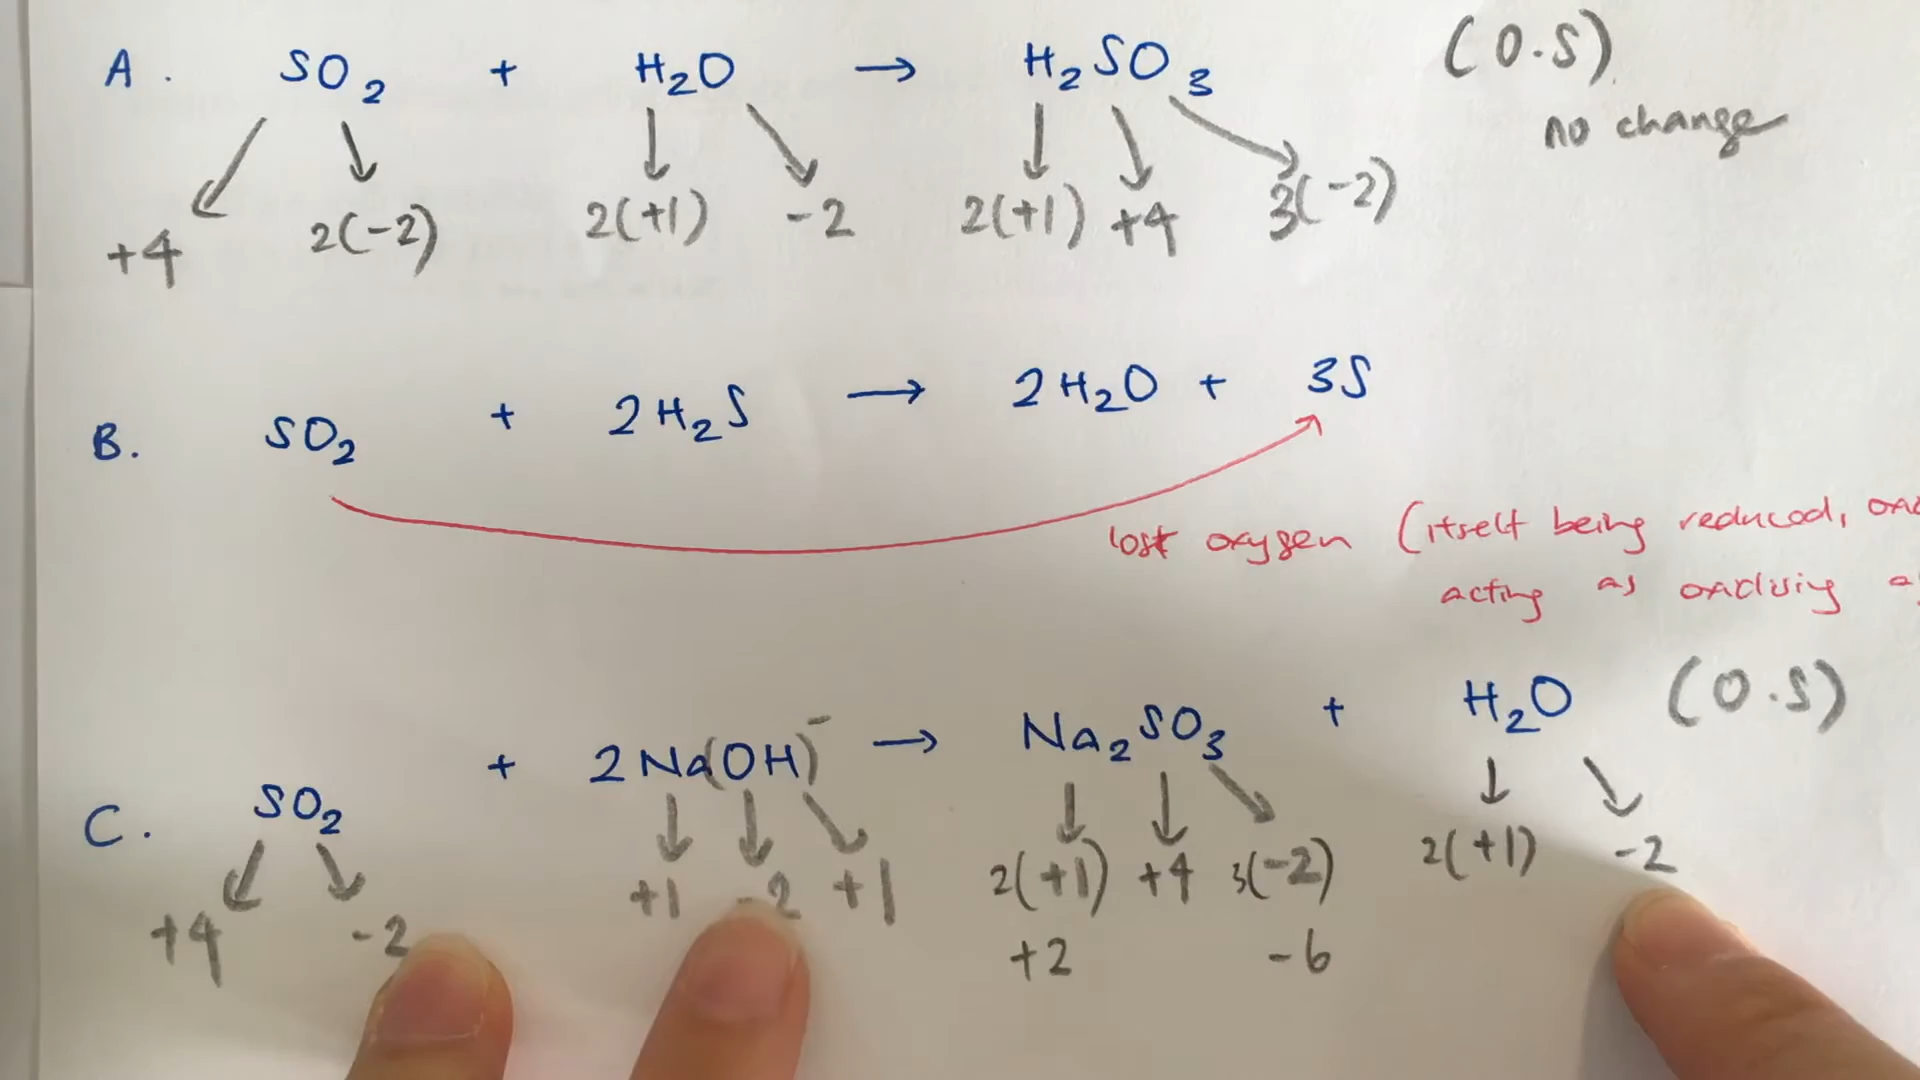 A. SO₂ + H₂O → H₂SO₃ (O.S)
no change
+4 2(-2) 2(+1) -2 2(+1) +4 3(-2)
B. SO₂ + 2H₂S → 2H₂O + 3S
lost oxygen (itself being reduced,
acting as oxidising
C. SO₂ + 2Na(OH)⁻ → Na₂SO₃ + H₂O (O.S)
+4 -2 +1 -2 +1 2(+1) +4 3(-2) 2(+1) -2
+2 -6